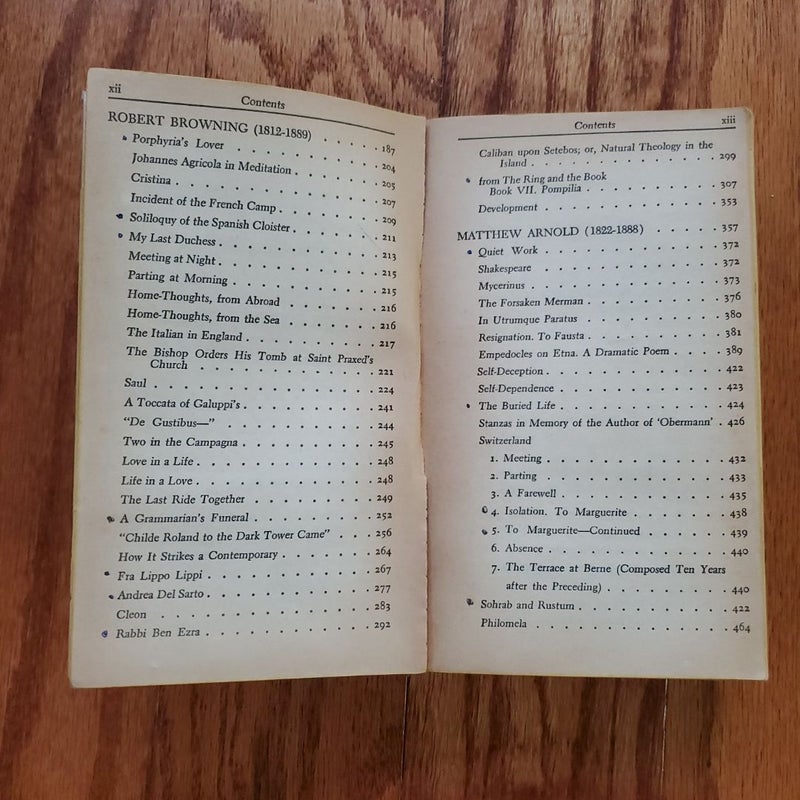 xii
Contents
ROBERT BROWNING (1812-1889) . . . . . 187
Porphyria's Lover . . . . . . . . . 204
Johannes Agricola in Meditation . . . . . 205
Cristina . . . . . . . . . . . . 207
Incident of the French Camp . . . . . . 209
Soliloquy of the Spanish Cloister . . . . . 211
My Last Duchess . . . . . . . . . . 213
Meeting at Night . . . . . . . . . . 215
Parting at Morning . . . . . . . . . 215
Home-Thoughts, from Abroad . . . . . . 216
Home-Thoughts, from the Sea . . . . . . 216
The Italian in England . . . . . . . . 217
The Bishop Orders His Tomb at Saint Praxed's
Church . . . . . . . . . . . 221
Saul . . . . . . . . . . . . . 224
A Toccata of Galuppi's . . . . . . . . 241
"De Gustibus—" . . . . . . . . . . 244
Two in the Campagna . . . . . . . . 245
Love in a Life . . . . . . . . . . . 248
Life in a Love . . . . . . . . . . . 248
The Last Ride Together . . . . . . . . 249
A Grammarian's Funeral . . . . . . . . 252
"Childe Roland to the Dark Tower Came" . . . 256
How It Strikes a Contemporary . . . . . . 264
Fra Lippo Lippi . . . . . . . . . . 267
Andrea Del Sarto . . . . . . . . . . 277
Cleon . . . . . . . . . . . . . 283
Rabbi Ben Ezra . . . . . . . . . . 292
Contents
xiii
Caliban upon Setebos; or, Natural Theology in the
Island . . . . . . . . . . . 299
from The Ring and the Book
Book VII. Pompilia . . . . . . . . 307
Development . . . . . . . . . . . 353
MATTHEW ARNOLD (1822-1888) . . . . . 357
Quiet Work . . . . . . . . . . . 372
Shakespeare . . . . . . . . . . . 372
Mycerinus . . . . . . . . . . . . 373
The Forsaken Merman . . . . . . . . 376
In Utrumque Paratus . . . . . . . . . 380
Resignation. To Fausta . . . . . . . . 381
Empedocles on Etna. A Dramatic Poem . . . . 389
Self-Deception . . . . . . . . . . . 422
Self-Dependence . . . . . . . . . . 423
The Buried Life . . . . . . . . . . 424
Stanzas in Memory of the Author of 'Obermann' . 426
Switzerland
1. Meeting . . . . . . . . . . . 432
2. Parting . . . . . . . . . . . 433
3. A Farewell . . . . . . . . . . 435
4. Isolation. To Marguerite . . . . . . 438
5. To Marguerite—Continued . . . . . . 439
6. Absence . . . . . . . . . . . 440
7. The Terrace at Berne (Composed Ten Years
after the Preceding) . . . . . . . 440
Sohrab and Rustum . . . . . . . . . 422
Philomela . . . . . . . . . . . . 464